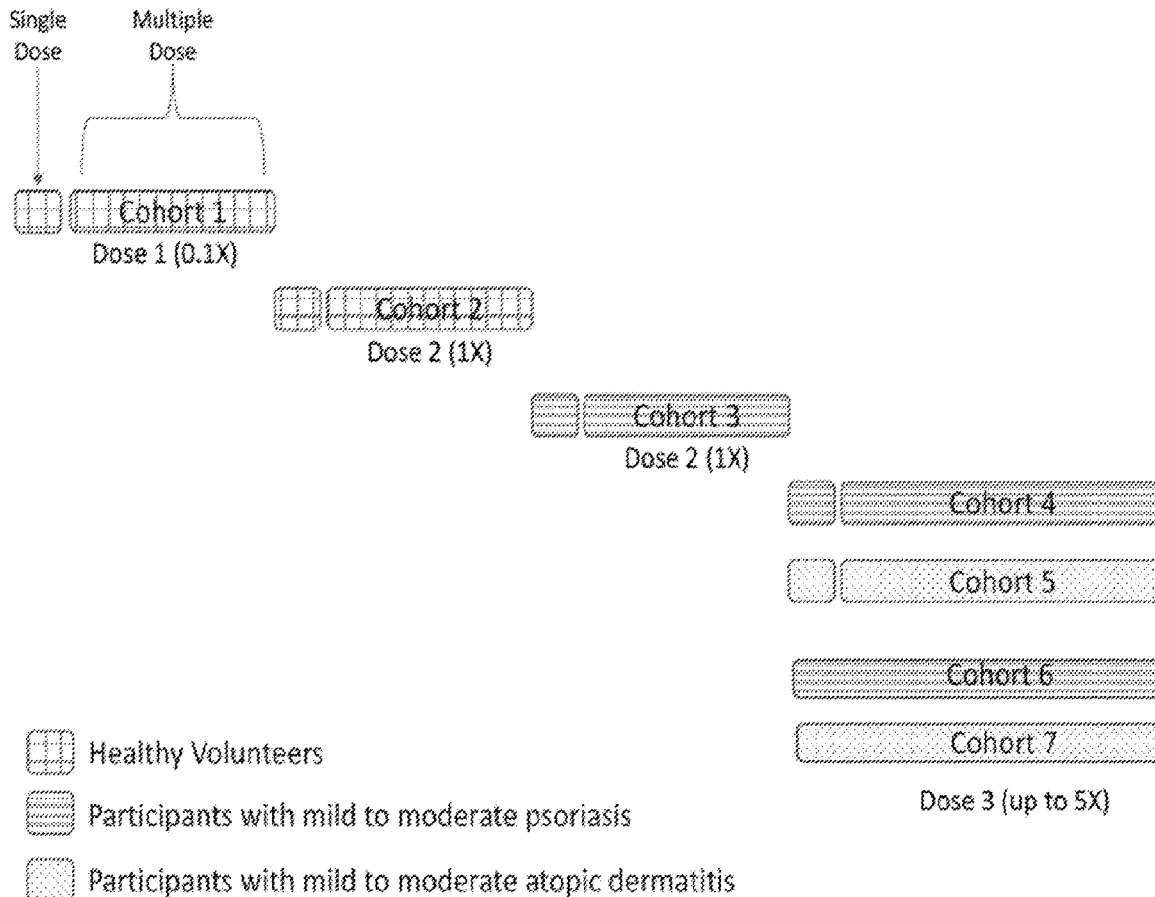 Single
Dose
Multiple
Dose
Cohort 1
Dose 1 (0.1X)
Cohort 2
Dose 2 (1X)
Cohort 3
Dose 2 (1X)
Cohort 4
Cohort 5
Cohort 6
Cohort 7
Dose 3 (up to 5X)
Healthy Volunteers
Participants with mild to moderate psoriasis
Participants with mild to moderate atopic dermatitis